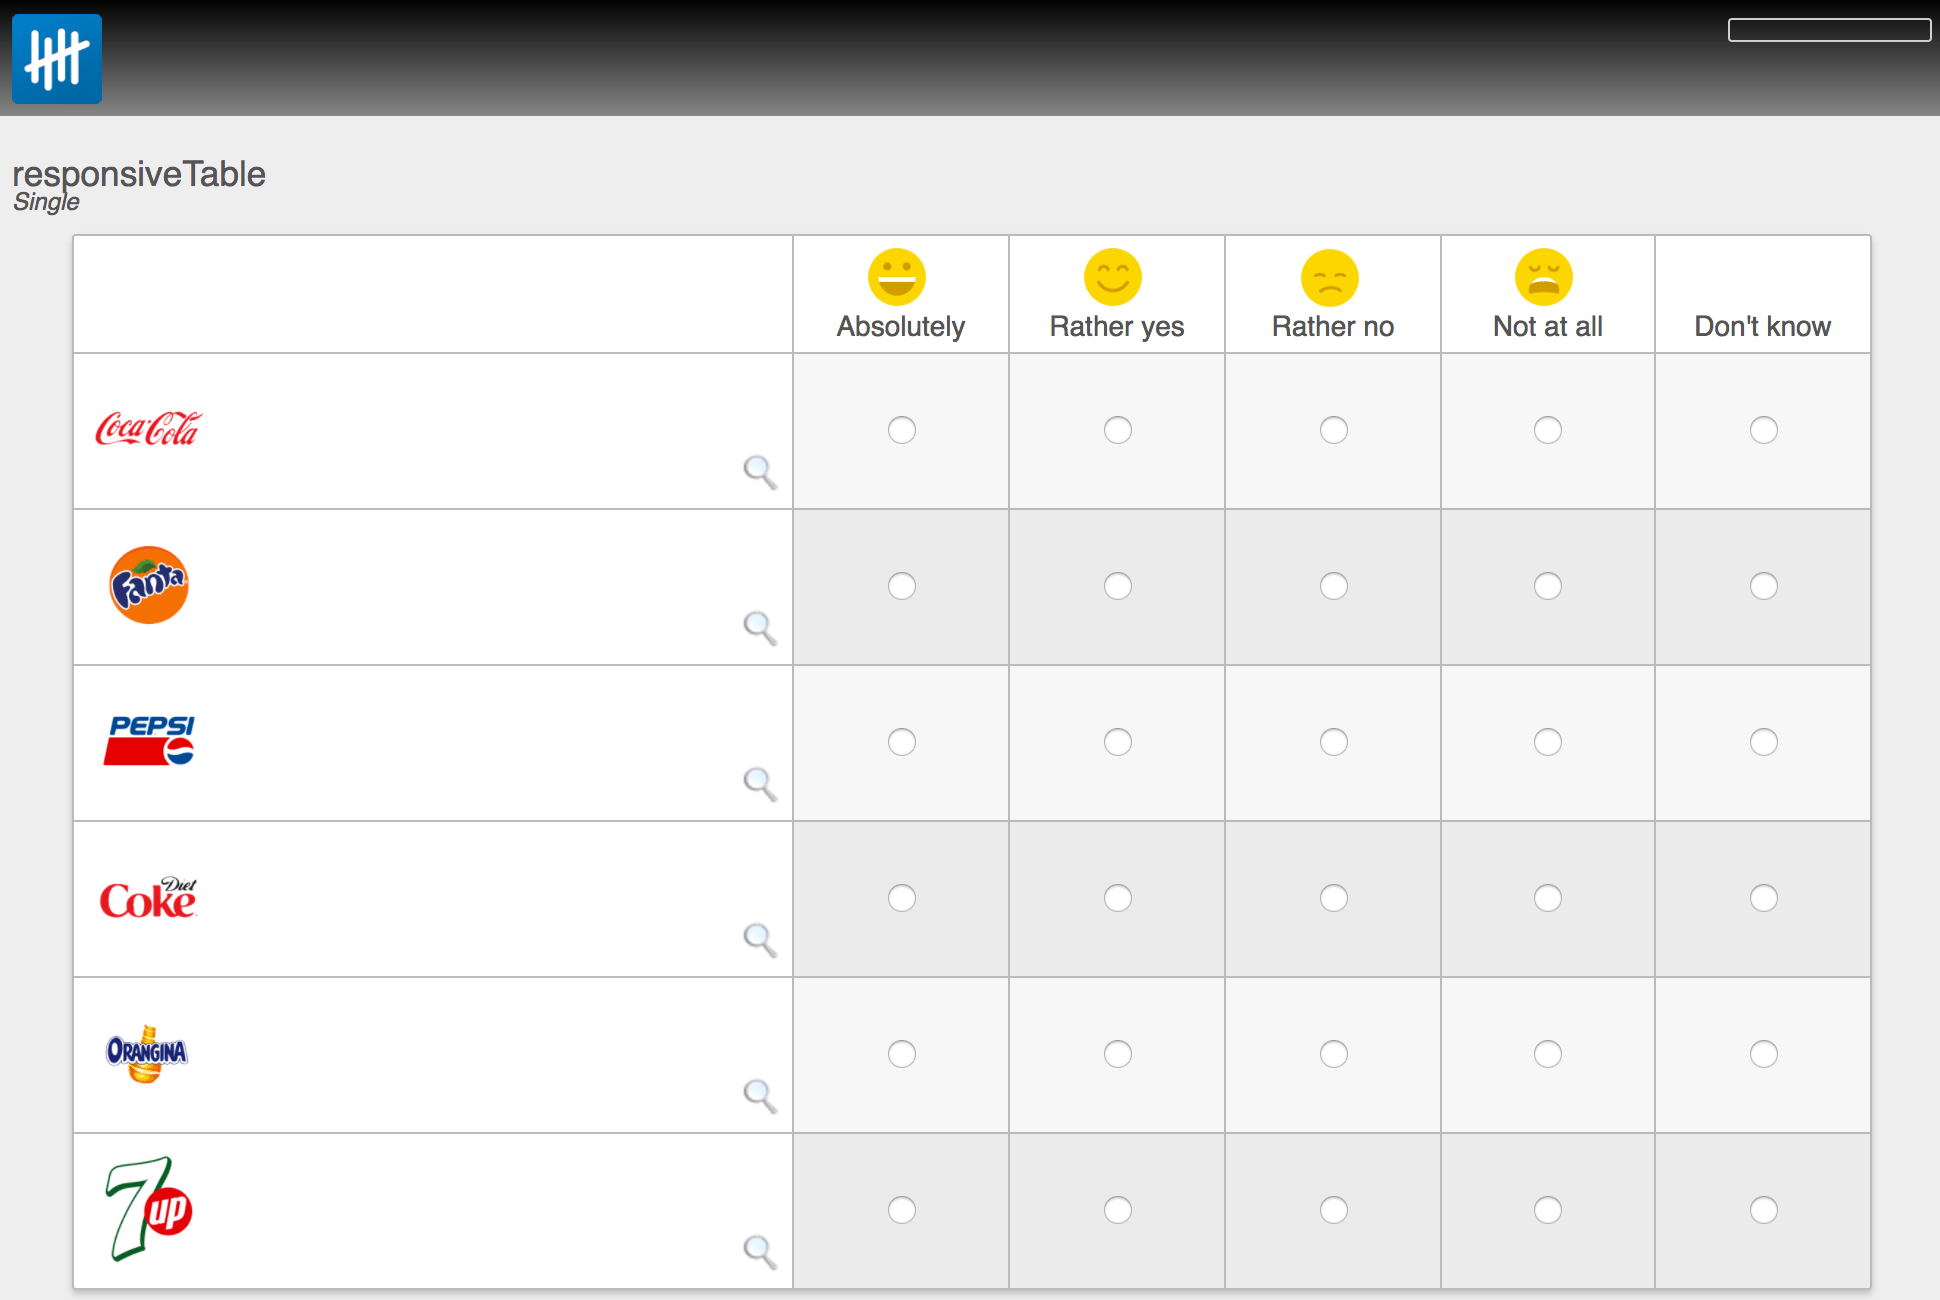 responsiveTable
Single
Absolutely
Rather yes
Rather no
Not at all
Don't know
Coca-Cola
Fanta
PEPSI
Diet
Coke
ORANGINA
7up